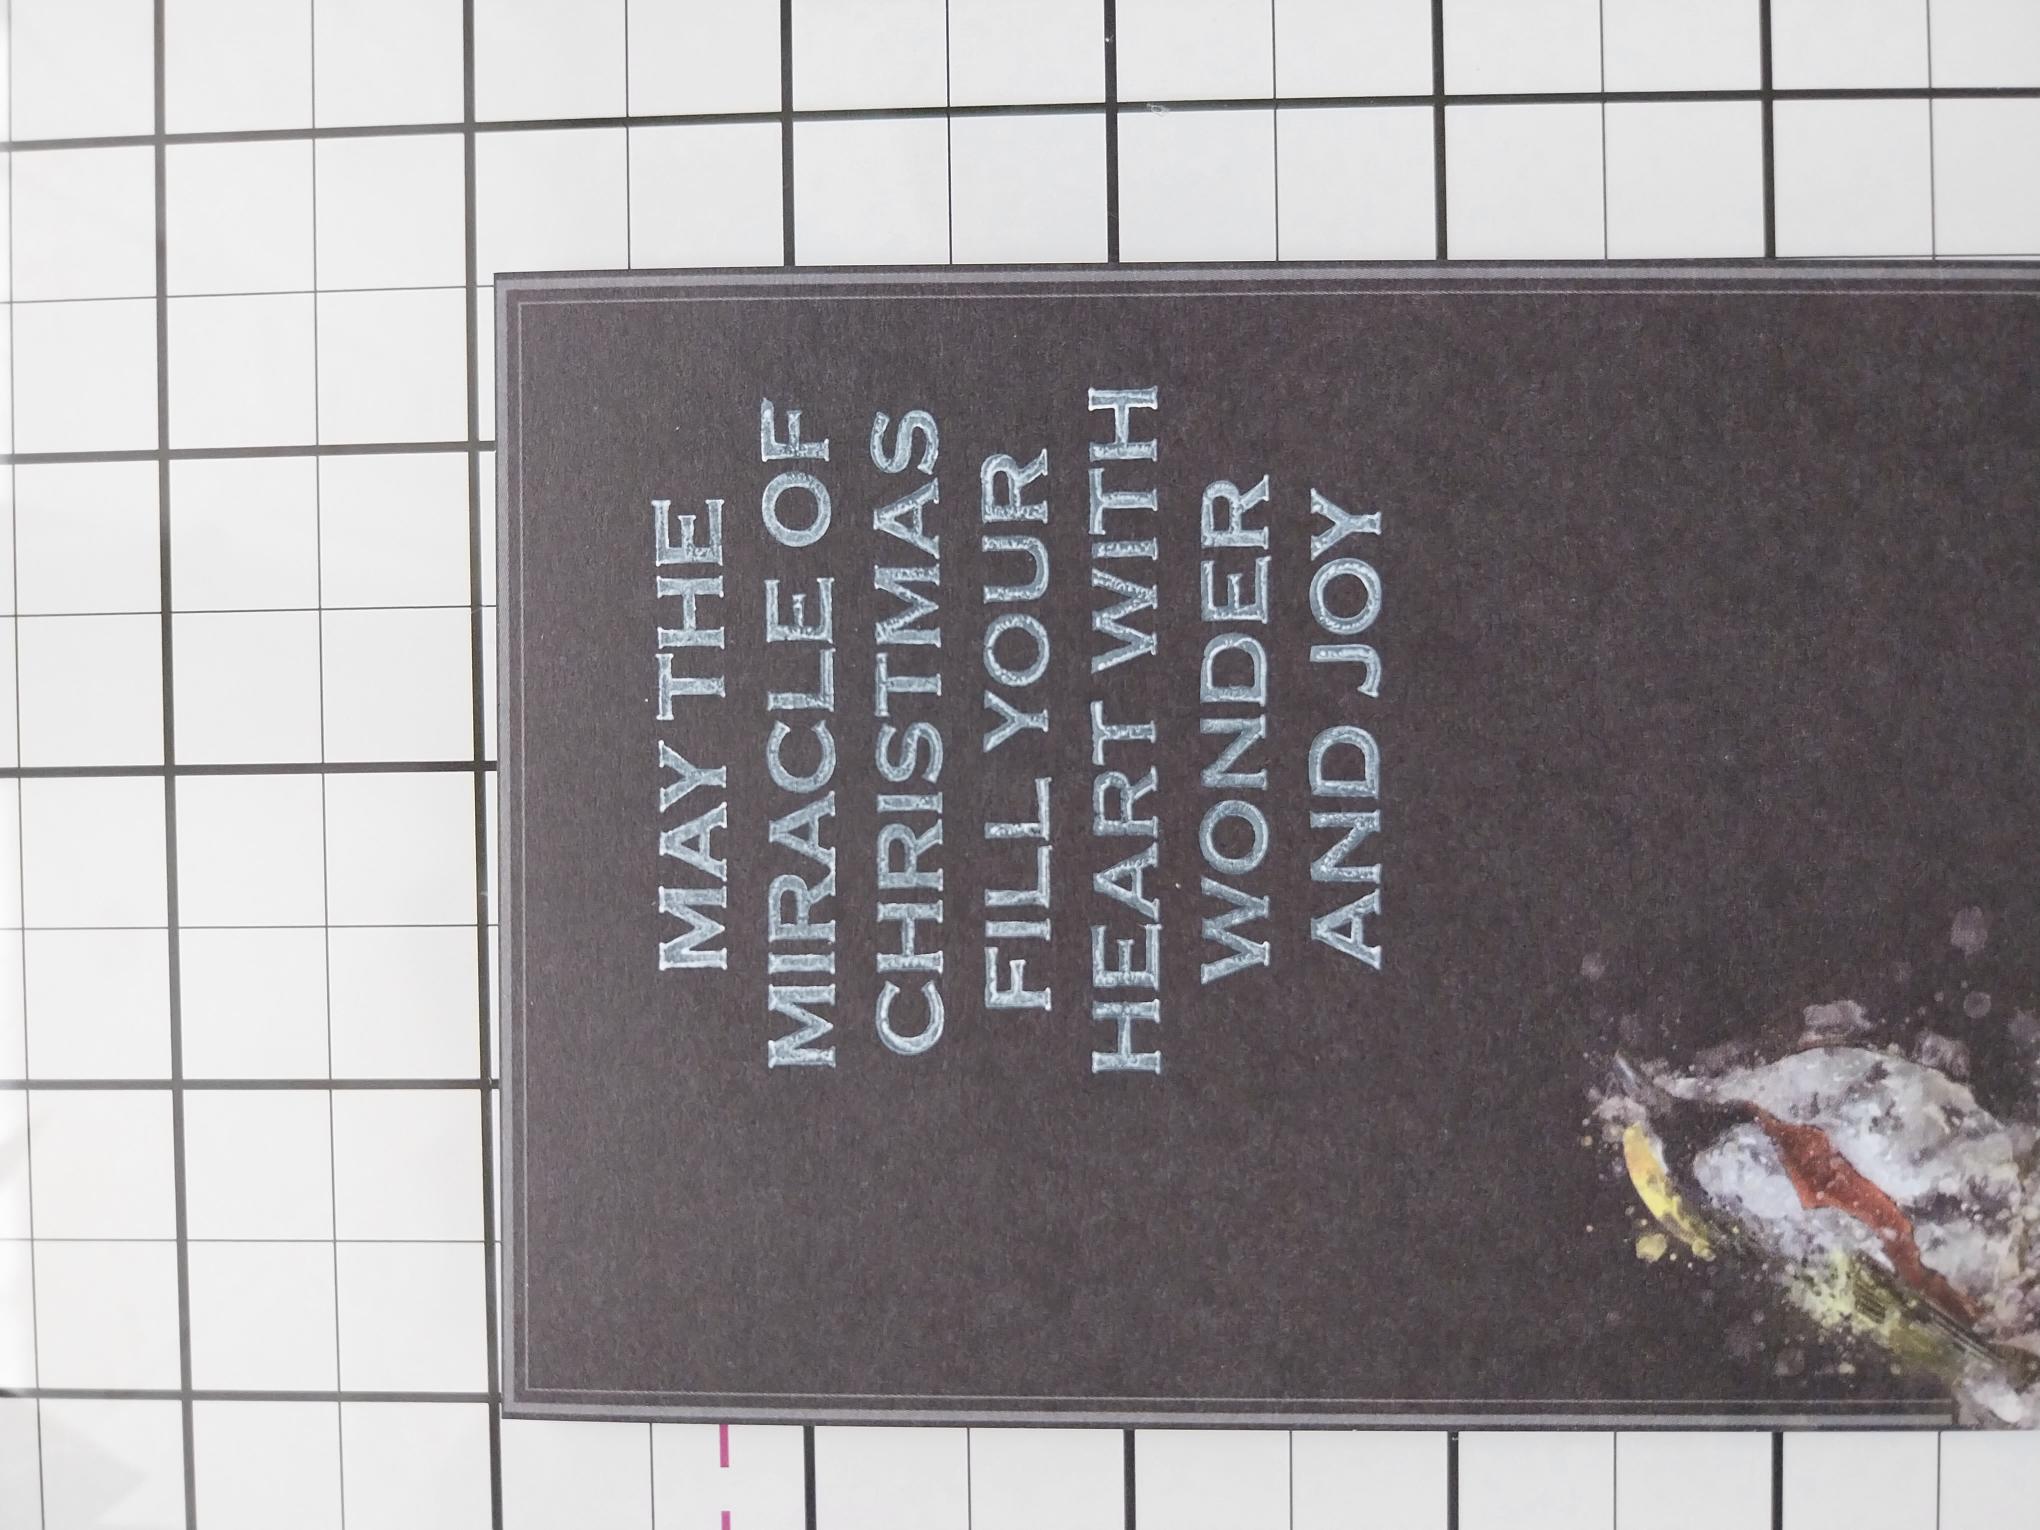 MAY THE
MIRACLE OF
CHRISTMAS
FILL YOUR
HEART WITH
WONDER
AND JOY